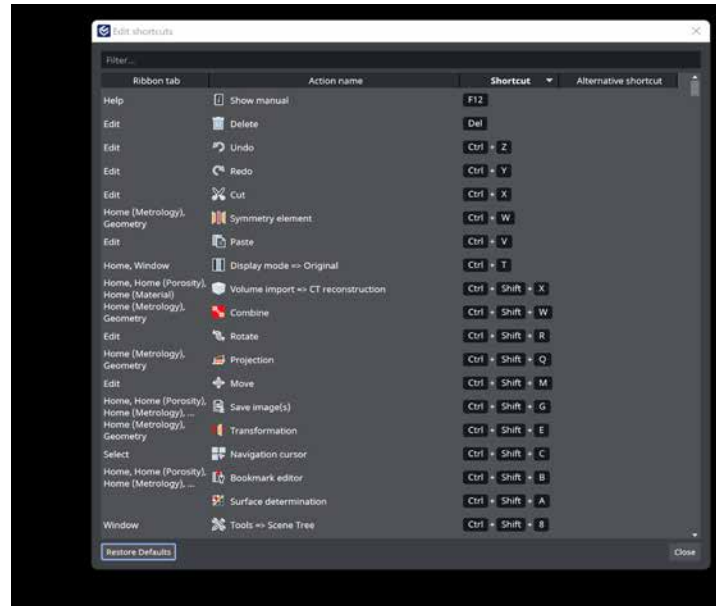 Edit shortcuts
Filter...
Ribbon tab Action name Shortcut Alternative shortcut
Help Show manual F12
Edit Delete Del
Edit Undo Ctrl + Z
Edit Redo Ctrl + Y
Edit Cut Ctrl + X
Home (Metrology),
Geometry Symmetry element Ctrl + W
Edit Paste Ctrl + V
Home, Window Display mode => Original Ctrl + T
Home, Home (Porosity),
Home (Material) Volume import => CT reconstruction Ctrl + Shift + X
Home (Metrology),
Geometry Combine Ctrl + Shift + W
Edit Rotate Ctrl + Shift + R
Home (Metrology),
Geometry Projection Ctrl + Shift + Q
Edit Move Ctrl + Shift + M
Home, Home (Porosity),
Home (Metrology), ... Save image(s) Ctrl + Shift + G
Home (Metrology),
Geometry Transformation Ctrl + Shift + E
Select Navigation cursor Ctrl + Shift + C
Home, Home (Porosity),
Home (Metrology), ... Bookmark editor Ctrl + Shift + B
Surface determination Ctrl + Shift + A
Window Tools => Scene Tree Ctrl + Shift + 8
Restore Defaults Close